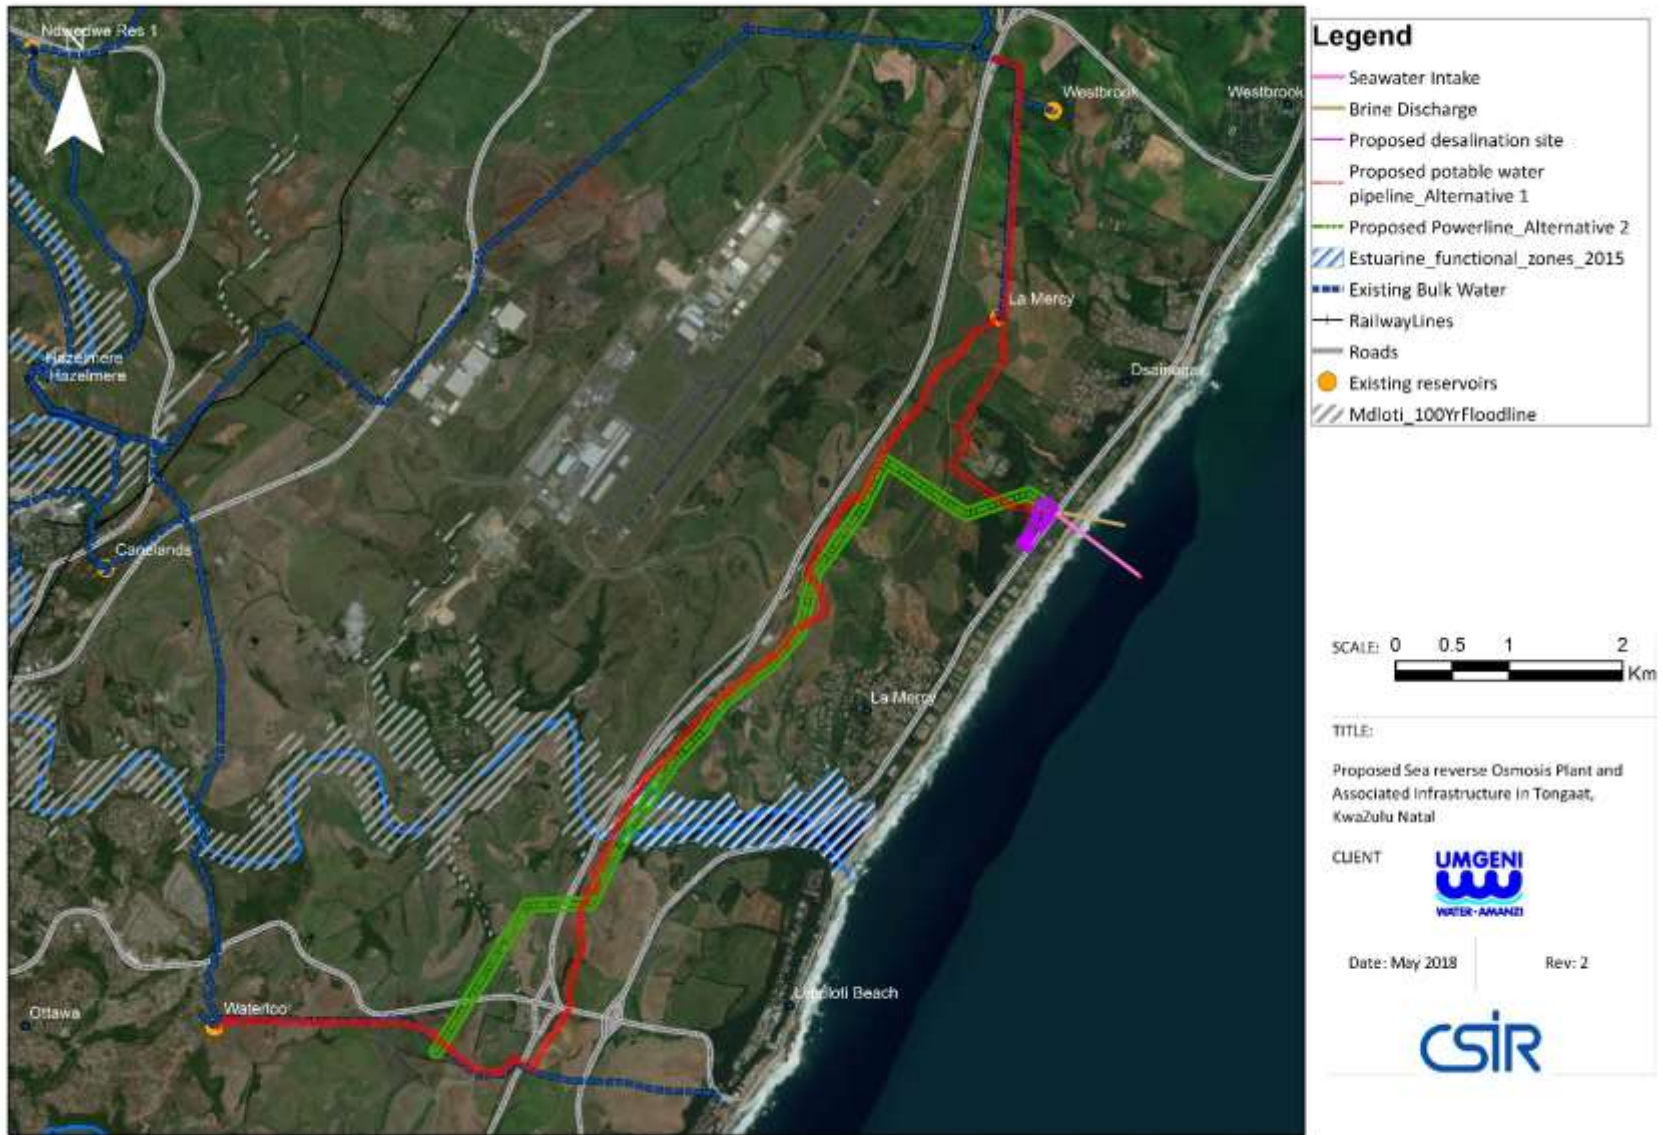 Ndwedwe Res 1
N
Westbrook
Westbrook
La Mercy
Hazelmere
Hazelmere
Dsainagar
Canelands
La Mercy
Umdloti Beach
Waterloo
Ottawa
Legend
Seawater Intake
Brine Discharge
Proposed desalination site
Proposed potable water
pipeline_Alternative 1
Proposed Powerline_Alternative 2
Estuarine_functional_zones_2015
Existing Bulk Water
RailwayLines
Roads
Existing reservoirs
Mdloti_100YrFloodline
SCALE: 0 0.5 1 2
Km
TITLE:
Proposed Sea reverse Osmosis Plant and
Associated Infrastructure in Tongaat,
KwaZulu Natal
CLIENT
UMGENI
WATER·AMANZI
Date: May 2018 Rev: 2
CSIR